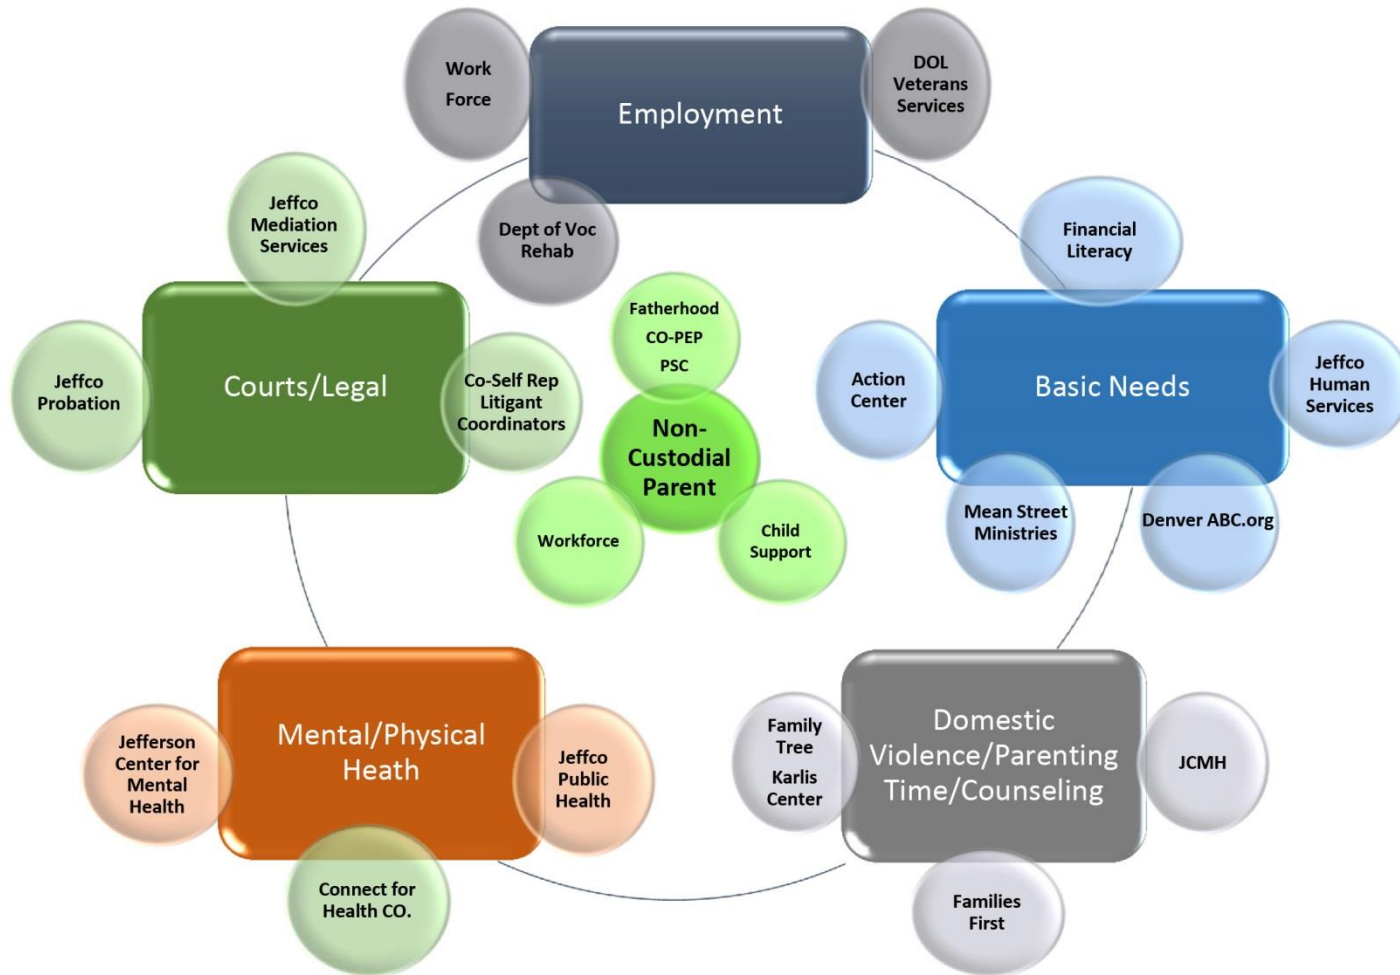 Work
Force
Employment
DOL
Veterans
Services
Jeffco
Mediation
Services
Dept of Voc
Rehab
Financial
Literacy
Jeffco
Probation
Courts/Legal
Co-Self Rep
Litigant
Coordinators
Fatherhood
CO-PEP
PSC
Non-
Custodial
Parent
Workforce
Child
Support
Action
Center
Basic Needs
Jeffco
Human
Services
Mean Street
Ministries
Denver ABC.org
Jefferson
Center for
Mental
Health
Mental/Physical
Heath
Jeffco
Public
Health
Connect for
Health CO.
Family
Tree
Karlis
Center
Domestic
Violence/Parenting
Time/Counseling
JCMH
Families
First